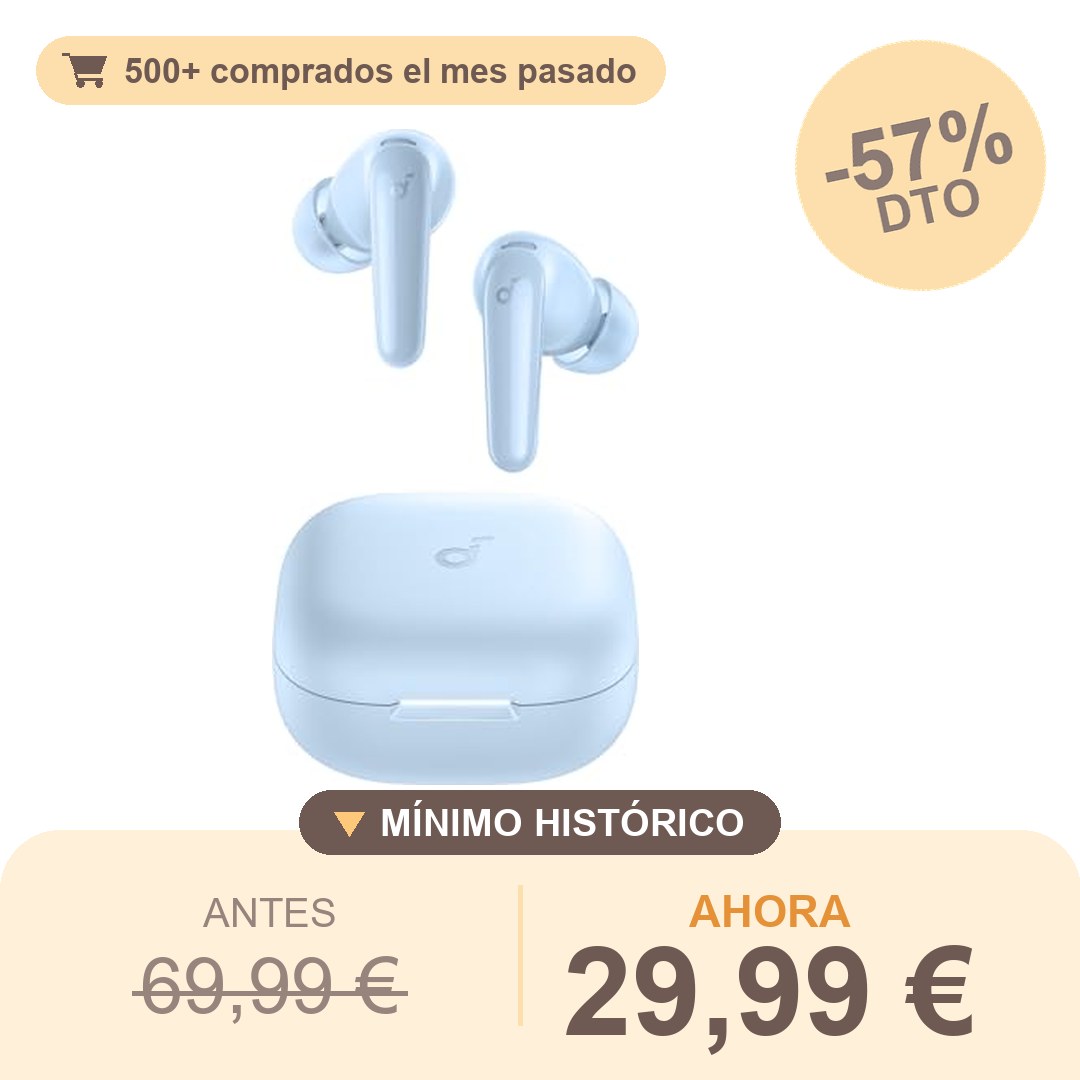 500+ comprados el mes pasado
-57%
DTO
MÍNIMO HISTÓRICO
ANTES
69,99 €
AHORA
29,99 €